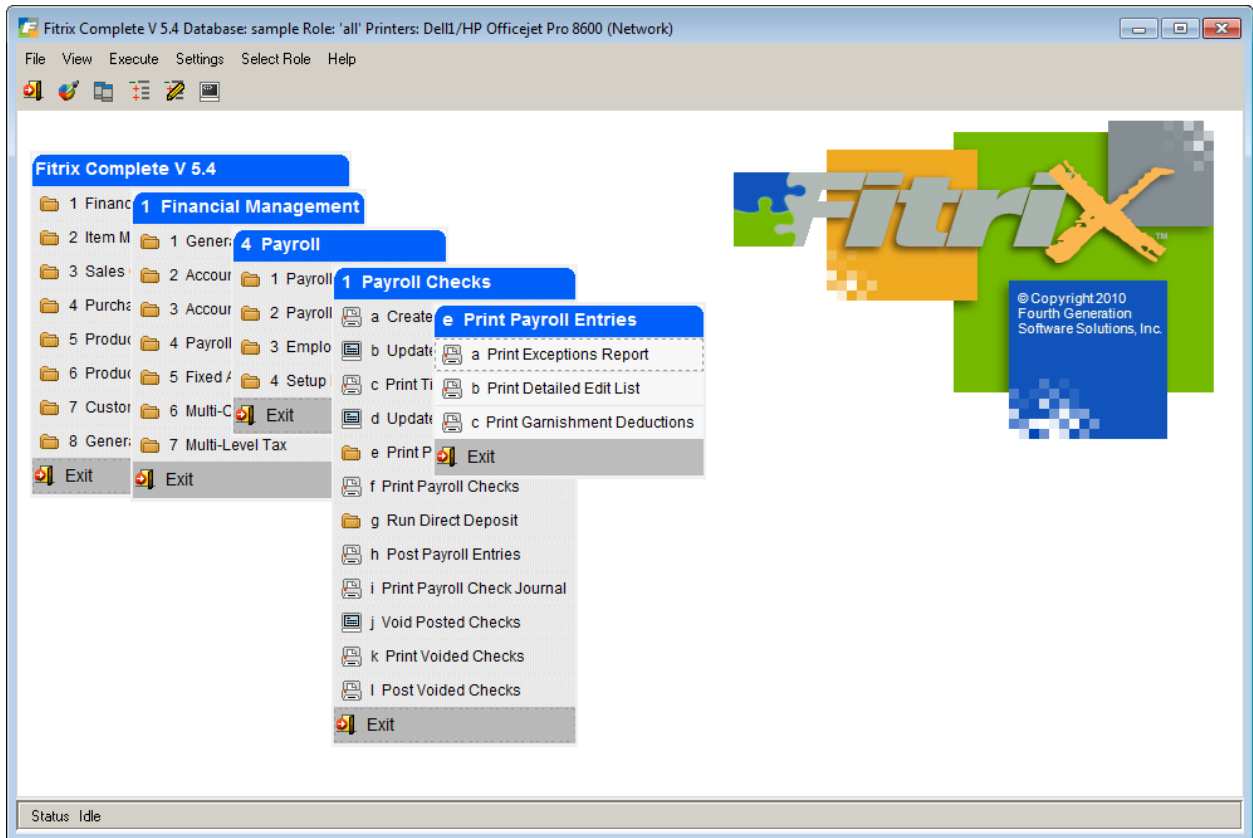 Fitrix Complete V 5.4 Database: sample Role: 'all' Printers: Dell1/HP Officejet Pro 8600 (Network)
File View Execute Settings Select Role Help
Fitrix
TM
© Copyright 2010
Fourth Generation
Software Solutions, Inc.
Fitrix Complete V 5.4
1 Financ
2 Item M
3 Sales
4 Purcha
5 Produc
6 Produc
7 Custor
8 Genera
Exit
1 Financial Management
1 Genera
2 Accour
3 Accour
4 Payroll
5 Fixed A
6 Multi-C
7 Multi-Level Tax
Exit
4 Payroll
1 Payroll
2 Payroll
3 Emplo
4 Setup
Exit
1 Payroll Checks
a Create
b Update
c Print Ti
d Update
e Print P
f Print Payroll Checks
g Run Direct Deposit
h Post Payroll Entries
i Print Payroll Check Journal
j Void Posted Checks
k Print Voided Checks
l Post Voided Checks
Exit
e Print Payroll Entries
a Print Exceptions Report
b Print Detailed Edit List
c Print Garnishment Deductions
Exit
Status Idle